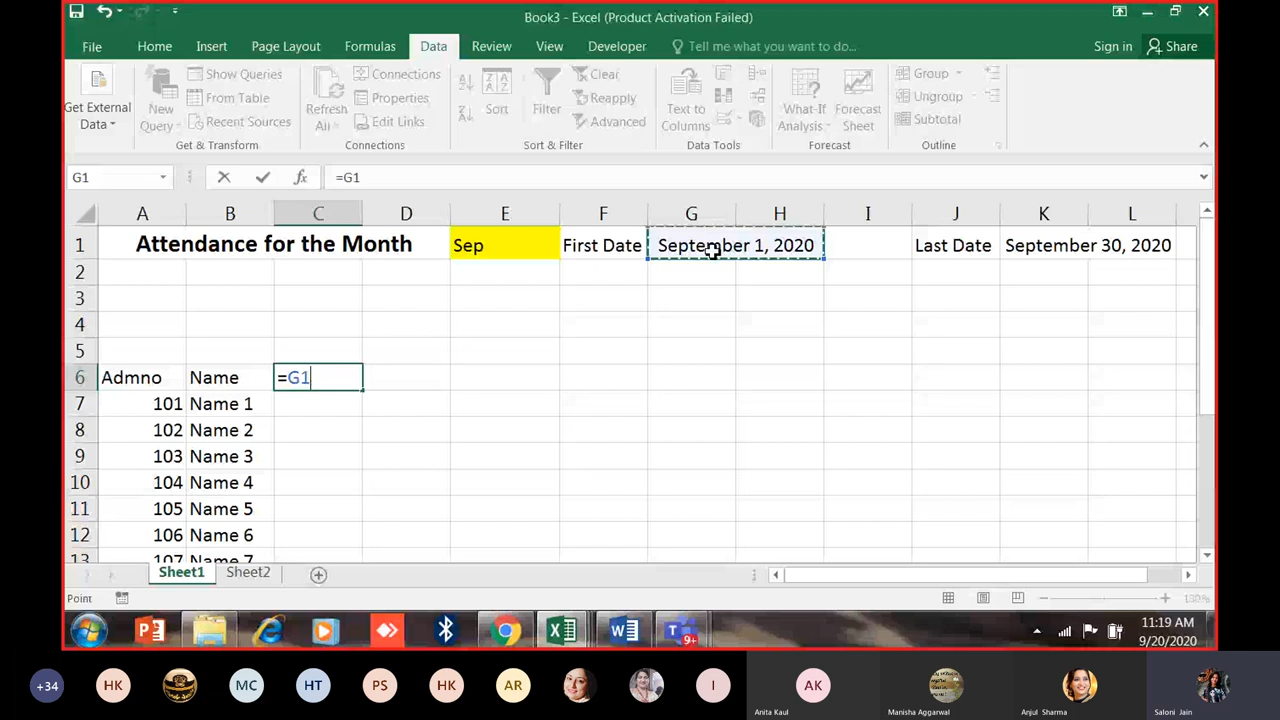 Book3 - Excel (Product Activation Failed)
File Home Insert Page Layout Formulas Data Review View Developer Tell me what you want to do... Sign in Share
Get External Data
New Query
Show Queries
From Table
Recent Sources
Get & Transform
Refresh All
Connections
Properties
Edit Links
Connections
Sort
Filter
Clear
Reapply
Advanced
Sort & Filter
Text to Columns
Data Tools
What-If Analysis
Forecast Sheet
Forecast
Group
Ungroup
Subtotal
Outline
G1 fx =G1
A B C D E F G H I J K L
1 Attendance for the Month Sep First Date September 1, 2020 Last Date September 30, 2020
2
3
4
5
6 Admno Name =G1
7 101 Name 1
8 102 Name 2
9 103 Name 3
10 104 Name 4
11 105 Name 5
12 106 Name 6
13 107 Name 7
Sheet1 Sheet2
Point 130%
9+
11:19 AM
9/20/2020
+34 HK MC HT PS HK AR I AK
Anita Kaul Manisha Aggarwal Anjul Sharma Saloni Jain